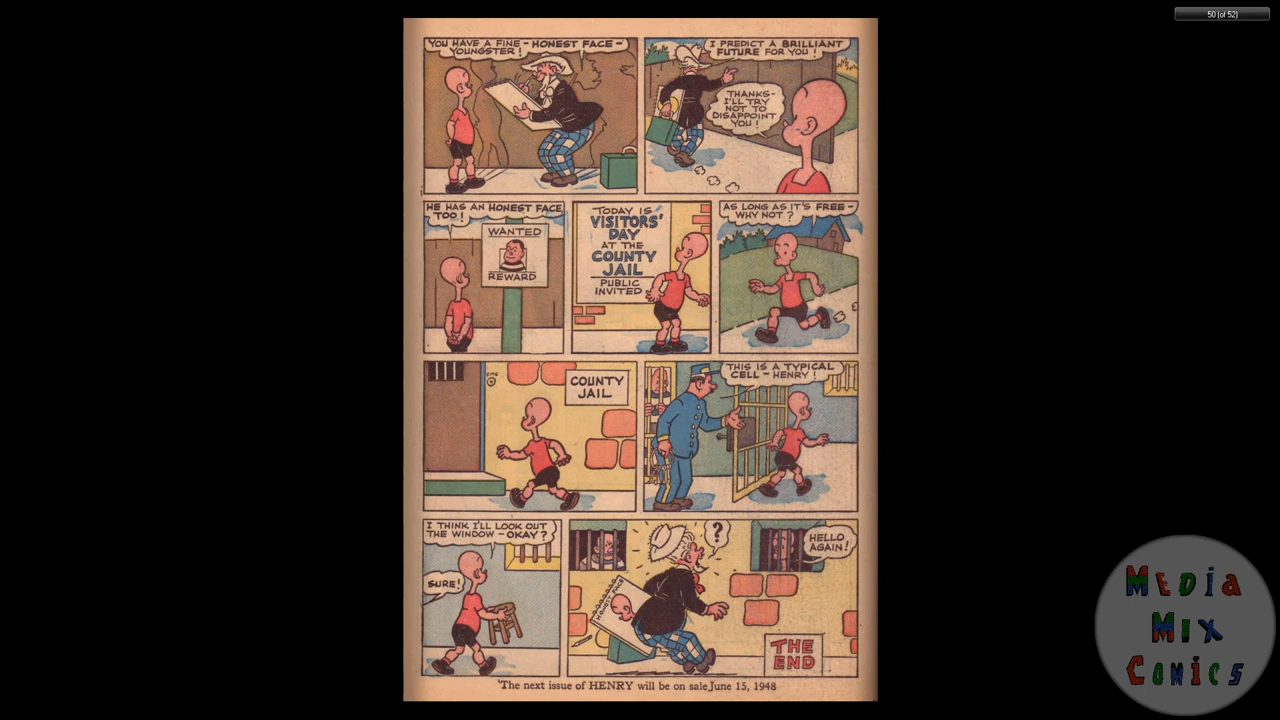 50 (of 52)
YOU HAVE A FINE - HONEST FACE -
YOUNGSTER!
I PREDICT A BRILLIANT
FUTURE FOR YOU!
THANKS-
I'LL TRY
NOT TO
DISAPPOINT
YOU!
HE HAS AN HONEST FACE
TOO!
WANTED
REWARD
TODAY IS
VISITORS'
DAY
AT THE
COUNTY
JAIL
PUBLIC
INVITED
AS LONG AS IT'S FREE -
WHY NOT?
COUNTY
JAIL
THIS IS A TYPICAL
CELL - HENRY!
I THINK I'LL LOOK OUT
THE WINDOW - OKAY?
SURE!
?
HELLO
AGAIN!
HONEST FACE
THE
END
The next issue of HENRY will be on sale June 15, 1948
MEDIA
MIX
COMICS